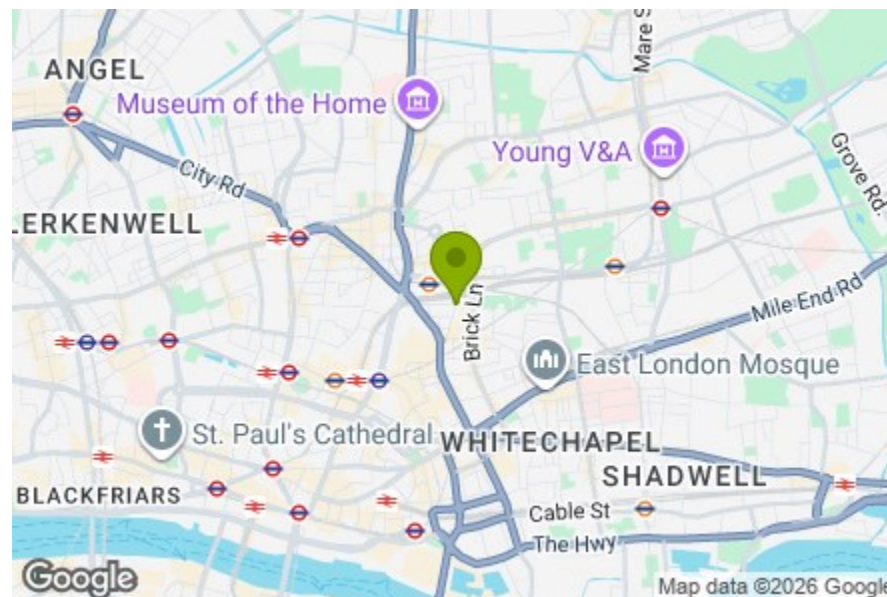 Mare S
ANGEL
Museum of the Home
Young V&A
Grove Rd.
City Rd
LERKENWELL
Mile End Rd
Brick Ln
East London Mosque
St. Paul's Cathedral
WHITECHAPEL
SHADWELL
BLACKFRIARS
Cable St
The Hwy
Google
Map data ©2026 Google